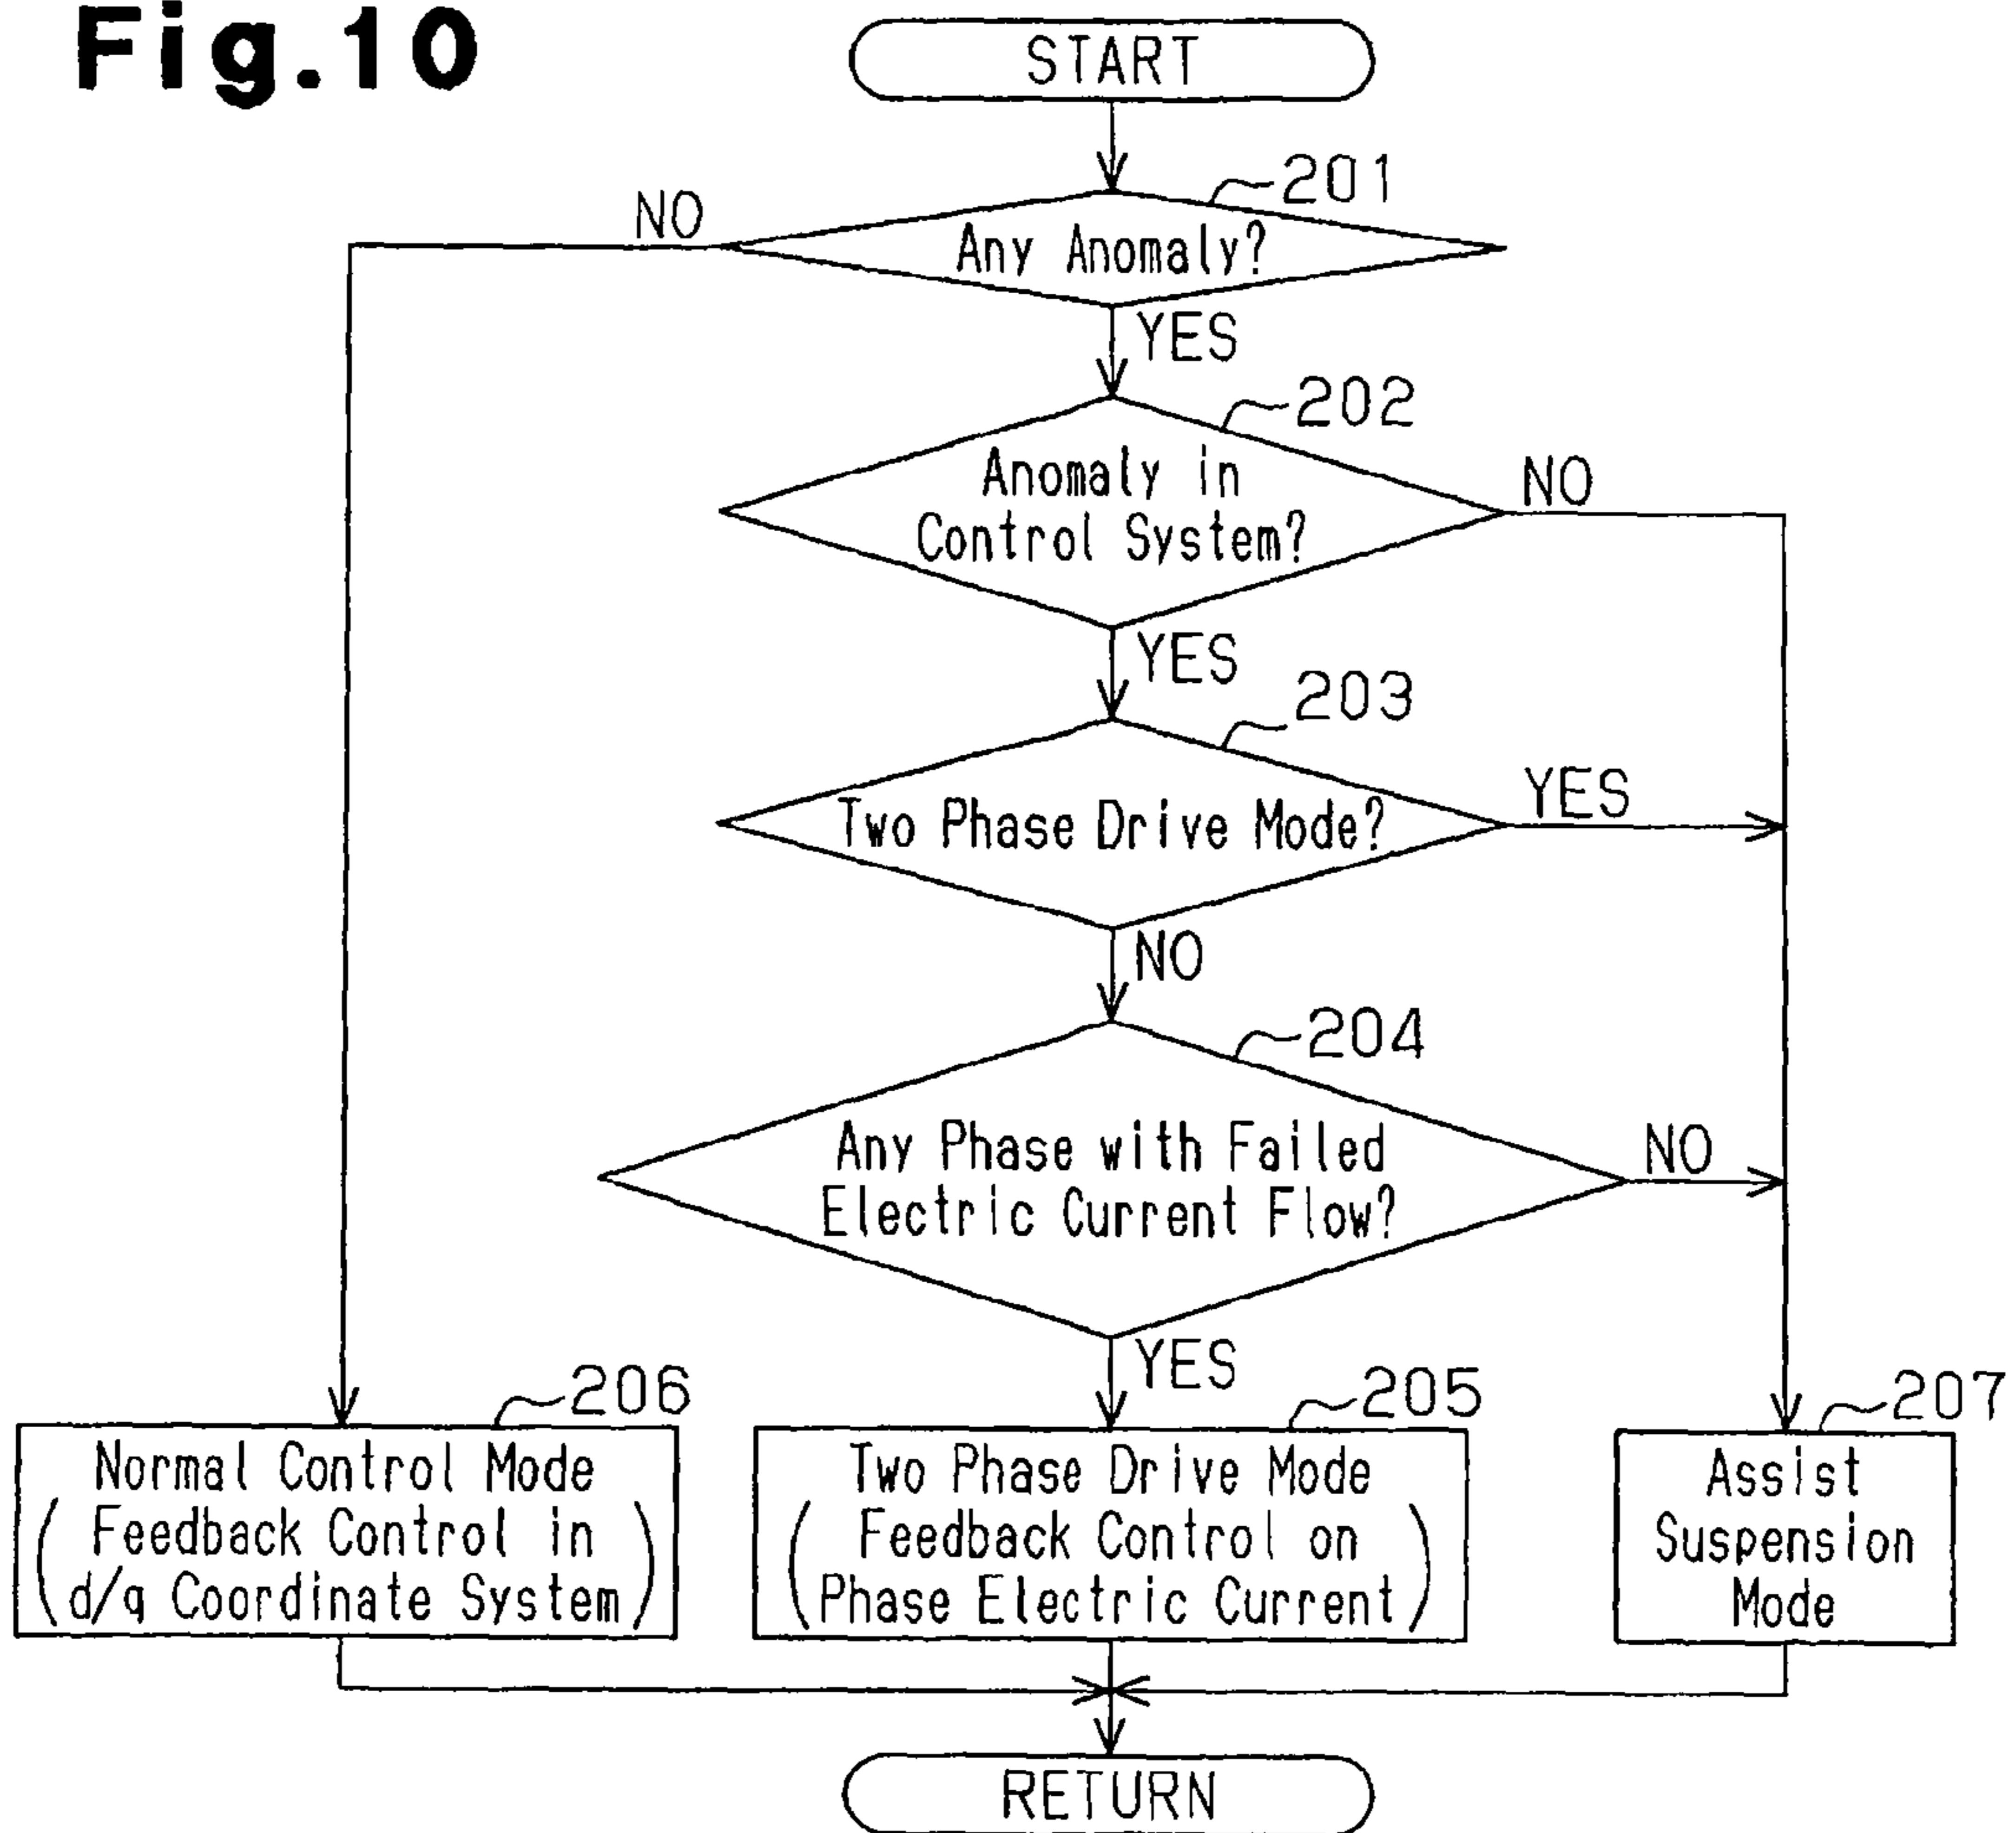 Fig.10
START
201
NO
Any Anomaly?
YES
202
Anomaly in
Control System?
NO
YES
203
Two Phase Drive Mode?
YES
NO
204
Any Phase with Failed
Electric Current Flow?
NO
YES
206
Normal Control Mode
(Feedback Control in
d/q Coordinate System)
205
Two Phase Drive Mode
(Feedback Control on
Phase Electric Current)
207
Assist
Suspension
Mode
RETURN